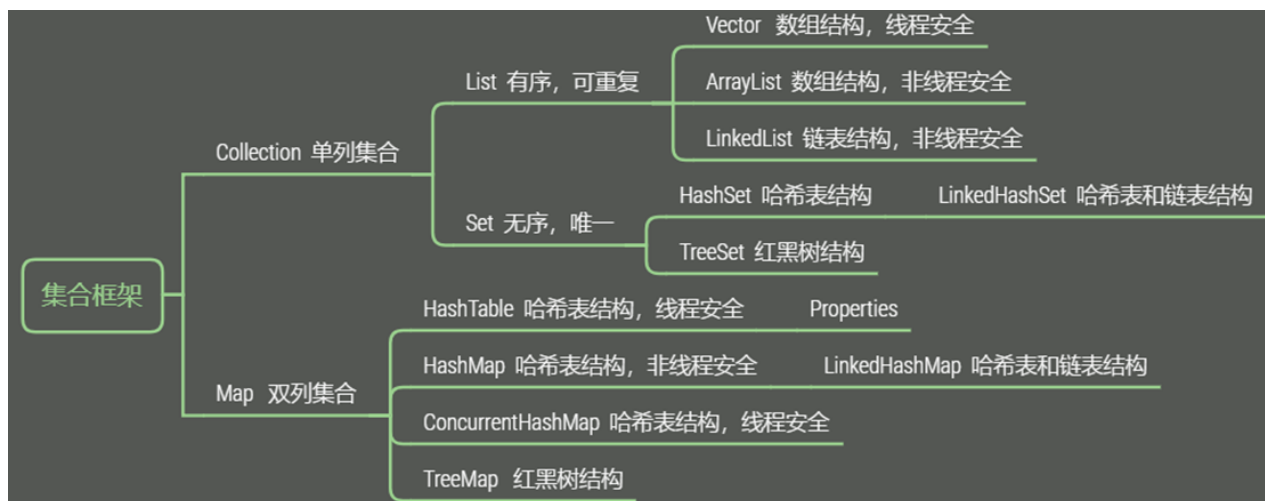 集合框架
Collection 单列集合
List 有序，可重复
Vector 数组结构，线程安全
ArrayList 数组结构，非线程安全
LinkedList 链表结构，非线程安全
Set 无序，唯一
HashSet 哈希表结构
LinkedHashSet 哈希表和链表结构
TreeSet 红黑树结构
Map 双列集合
HashTable 哈希表结构，线程安全
Properties
HashMap 哈希表结构，非线程安全
LinkedHashMap 哈希表和链表结构
ConcurrentHashMap 哈希表结构，线程安全
TreeMap 红黑树结构